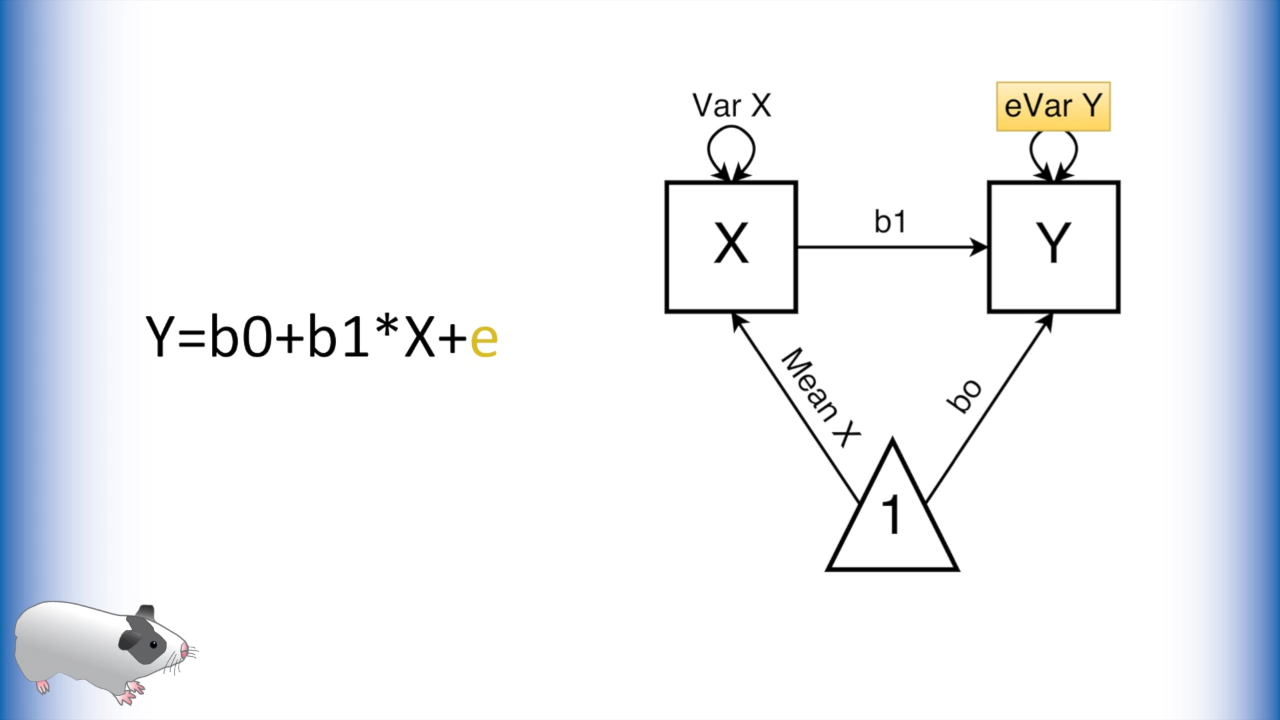 Y=b0+b1*X+e
Var X
eVar Y
X
b1
Y
Mean X
bo
1